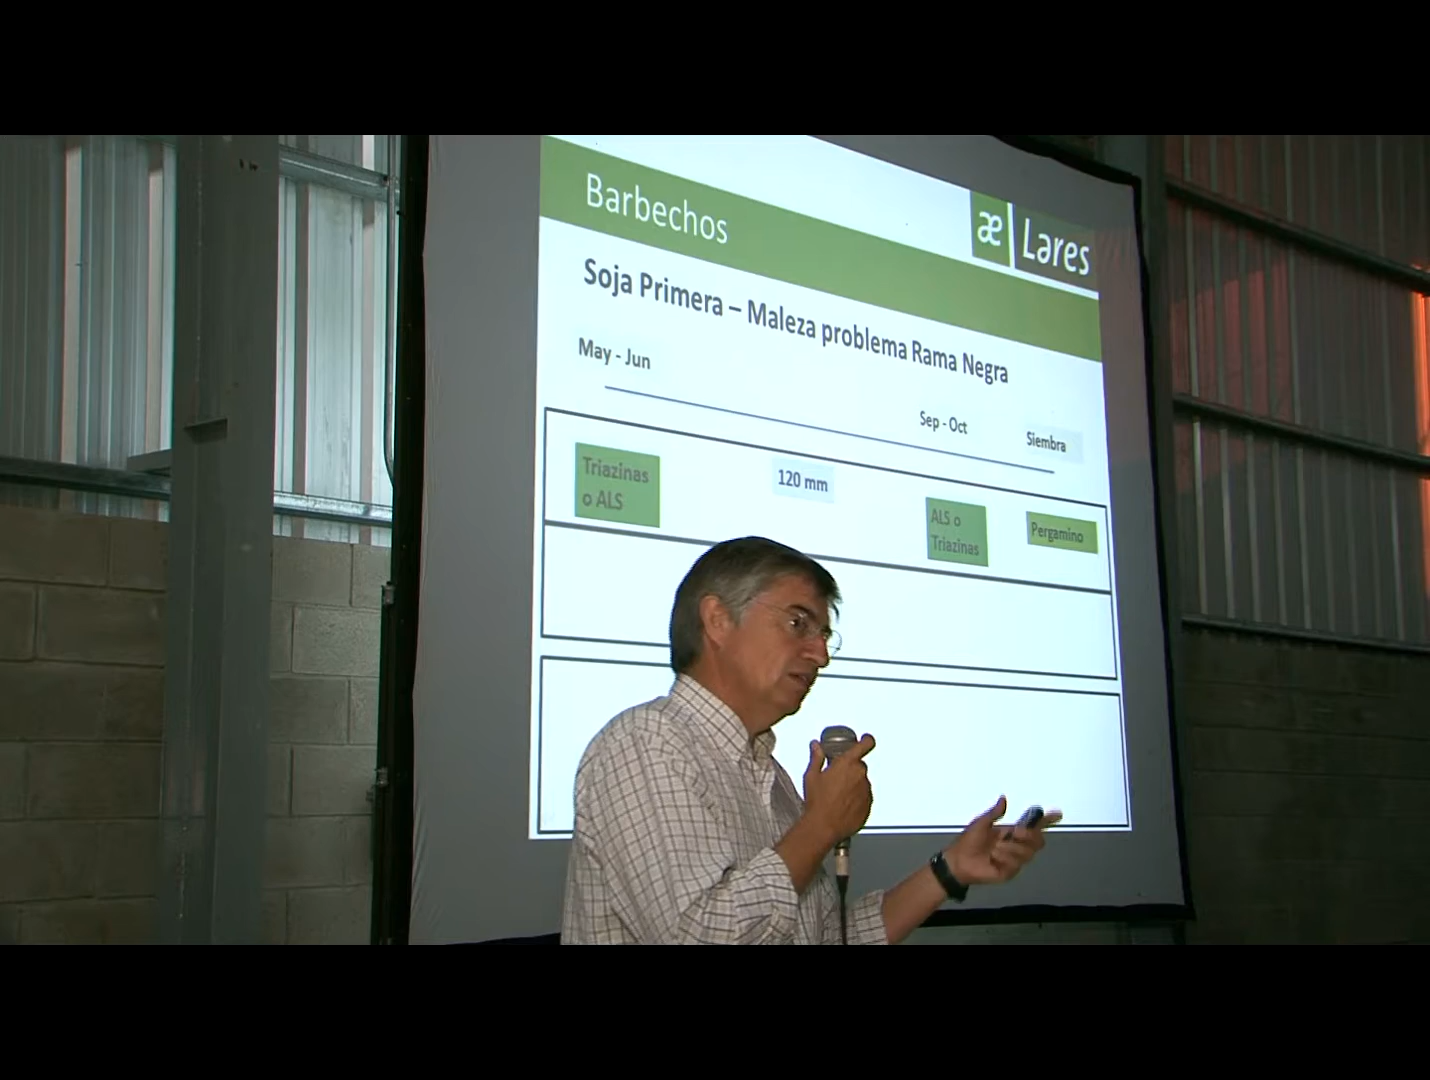 Barbechos
æ Lares
Soja Primera – Maleza problema Rama Negra
May - Jun
Sep - Oct
Siembra
Triazinas
o ALS
120 mm
ALS o
Triazinas
Pergamino